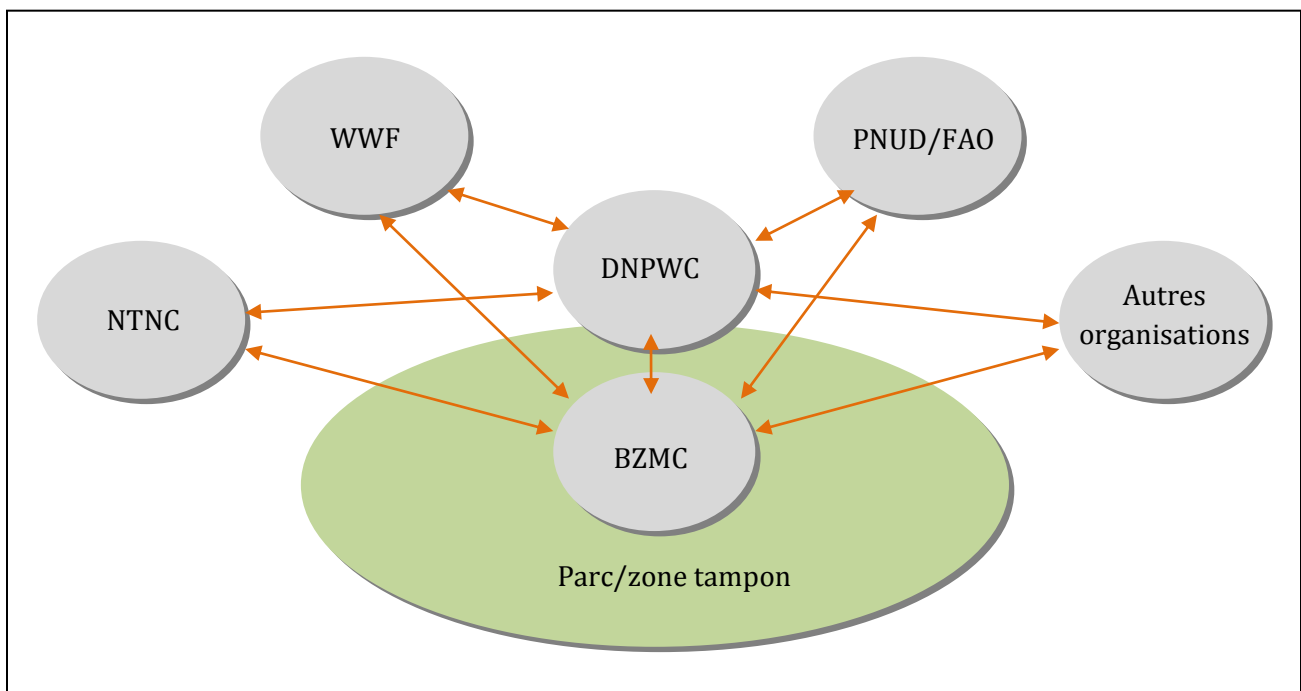 WWF
PNUD/FAO
DNPWC
NTNC
Autres
organisations
BZMC
Parc/zone tampon